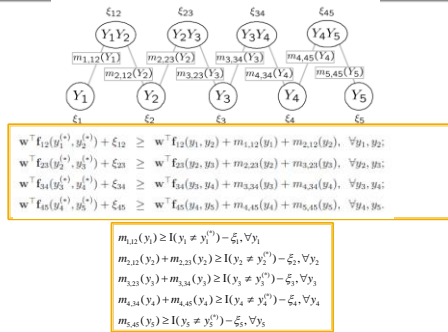 ξ₁₂ ξ₂₃ ξ₃₄ ξ₄₅
Y₁Y₂ Y₂Y₃ Y₃Y₄ Y₄Y₅
m₁,₁₂(Y₁) m₂,₂₃(Y₂) m₃,₃₄(Y₃) m₄,₄₅(Y₄)
m₂,₁₂(Y₂) m₃,₂₃(Y₃) m₄,₃₄(Y₄) m₅,₄₅(Y₅)
Y₁ Y₂ Y₃ Y₄ Y₅
ξ₁ ξ₂ ξ₃ ξ₄ ξ₅
w^⊤f₁₂(y₁^(*), y₂^(*)) + ξ₁₂ ≥ w^⊤f₁₂(y₁, y₂) + m₁,₁₂(y₁) + m₂,₁₂(y₂), ∀y₁, y₂;
w^⊤f₂₃(y₂^(*), y₃^(*)) + ξ₂₃ ≥ w^⊤f₂₃(y₂, y₃) + m₂,₂₃(y₂) + m₃,₂₃(y₃), ∀y₂, y₃;
w^⊤f₃₄(y₃^(*), y₄^(*)) + ξ₃₄ ≥ w^⊤f₃₄(y₃, y₄) + m₃,₃₄(y₃) + m₄,₃₄(y₄), ∀y₃, y₄;
w^⊤f₄₅(y₄^(*), y₅^(*)) + ξ₄₅ ≥ w^⊤f₄₅(y₄, y₅) + m₄,₄₅(y₄) + m₅,₄₅(y₅), ∀y₄, y₅.
m₁,₁₂(y₁) ≥ I(y₁ ≠ y₁^(*)) − ξ₁, ∀y₁
m₂,₁₂(y₂) + m₂,₂₃(y₂) ≥ I(y₂ ≠ y₂^(*)) − ξ₂, ∀y₂
m₃,₂₃(y₃) + m₃,₃₄(y₃) ≥ I(y₃ ≠ y₃^(*)) − ξ₃, ∀y₃
m₄,₃₄(y₄) + m₄,₄₅(y₄) ≥ I(y₄ ≠ y₄^(*)) − ξ₄, ∀y₄
m₅,₄₅(y₅) ≥ I(y₅ ≠ y₅^(*)) − ξ₅, ∀y₅